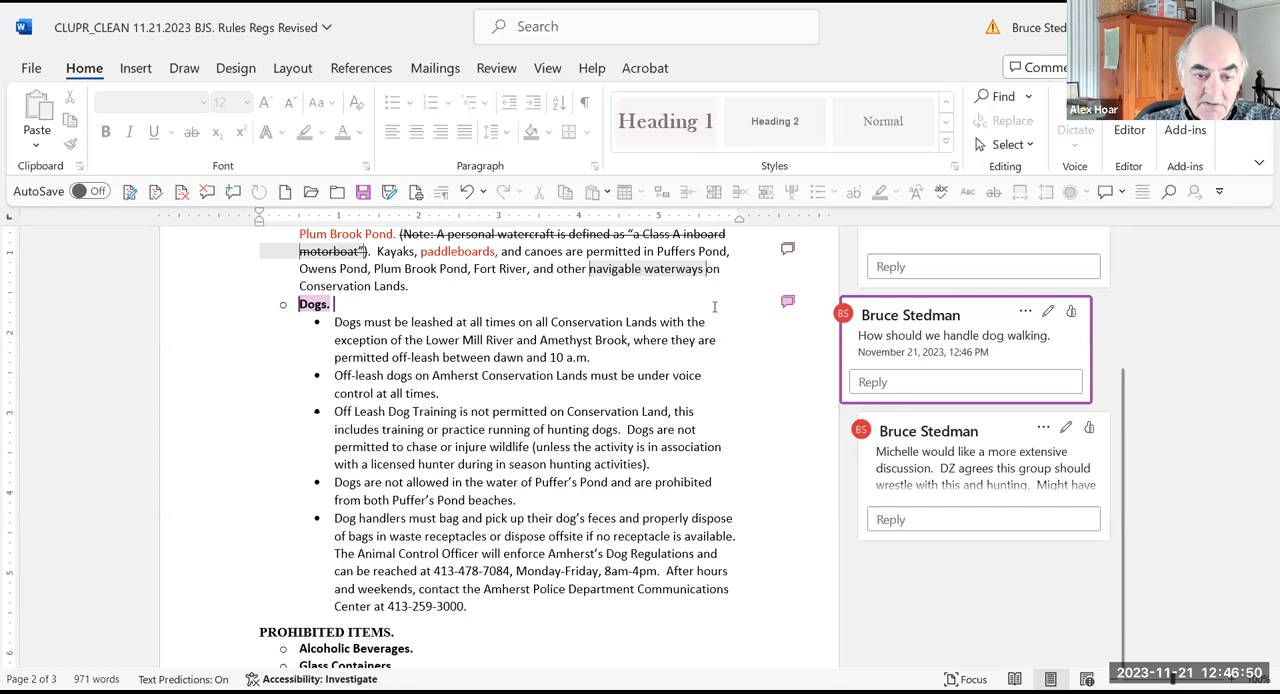 CLUPR_CLEAN 11.21.2023 BJS. Rules Regs Revised
Search
Bruce Sted
File Home Insert Draw Design Layout References Mailings Review View Help Acrobat
Comme
Alex Hoar
Paste
12
Aa
B I U ab x₂ x² A A
Heading 1 Heading 2 Normal
Find
Replace
Select
Dictate
Editor Add-ins
Clipboard Font Paragraph Styles Editing Voice Editor Add-ins
AutoSave Off
1 2 3 4 5
Plum Brook Pond. (Note: A personal watercraft is defined as “a Class A inboard
motorboat”). Kayaks, paddleboards, and canoes are permitted in Puffers Pond,
Owens Pond, Plum Brook Pond, Fort River, and other navigable waterways on
Conservation Lands.
○ Dogs.
• Dogs must be leashed at all times on all Conservation Lands with the
exception of the Lower Mill River and Amethyst Brook, where they are
permitted off-leash between dawn and 10 a.m.
• Off-leash dogs on Amherst Conservation Lands must be under voice
control at all times.
• Off Leash Dog Training is not permitted on Conservation Land, this
includes training or practice running of hunting dogs. Dogs are not
permitted to chase or injure wildlife (unless the activity is in association
with a licensed hunter during in season hunting activities).
• Dogs are not allowed in the water of Puffer’s Pond and are prohibited
from both Puffer’s Pond beaches.
• Dog handlers must bag and pick up their dog’s feces and properly dispose
of bags in waste receptacles or dispose offsite if no receptacle is available.
The Animal Control Officer will enforce Amherst’s Dog Regulations and
can be reached at 413-478-7084, Monday-Friday, 8am-4pm. After hours
and weekends, contact the Amherst Police Department Communications
Center at 413-259-3000.
PROHIBITED ITEMS.
○ Alcoholic Beverages.
○ Glass Containers
Reply
BS Bruce Stedman
How should we handle dog walking.
November 21, 2023, 12:46 PM
Reply
BS Bruce Stedman
Michelle would like a more extensive
discussion. DZ agrees this group should
wrestle with this and hunting. Might have
Reply
Page 2 of 3 971 words Text Predictions: On Accessibility: Investigate
Focus
2023-11-21 12:46:50